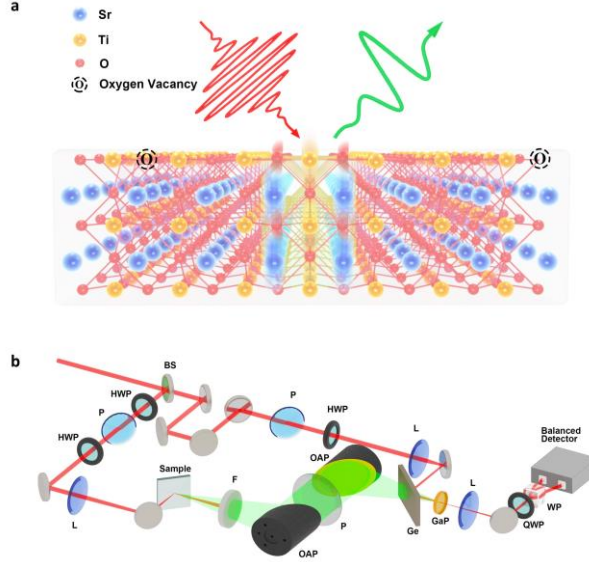 a
Sr
Ti
O
O Oxygen Vacancy
O
O
b
BS
HWP
P
HWP
L
P
HWP
OAP
L
Sample
F
P
OAP
Ge
GaP
L
QWP
WP
Balanced
Detector